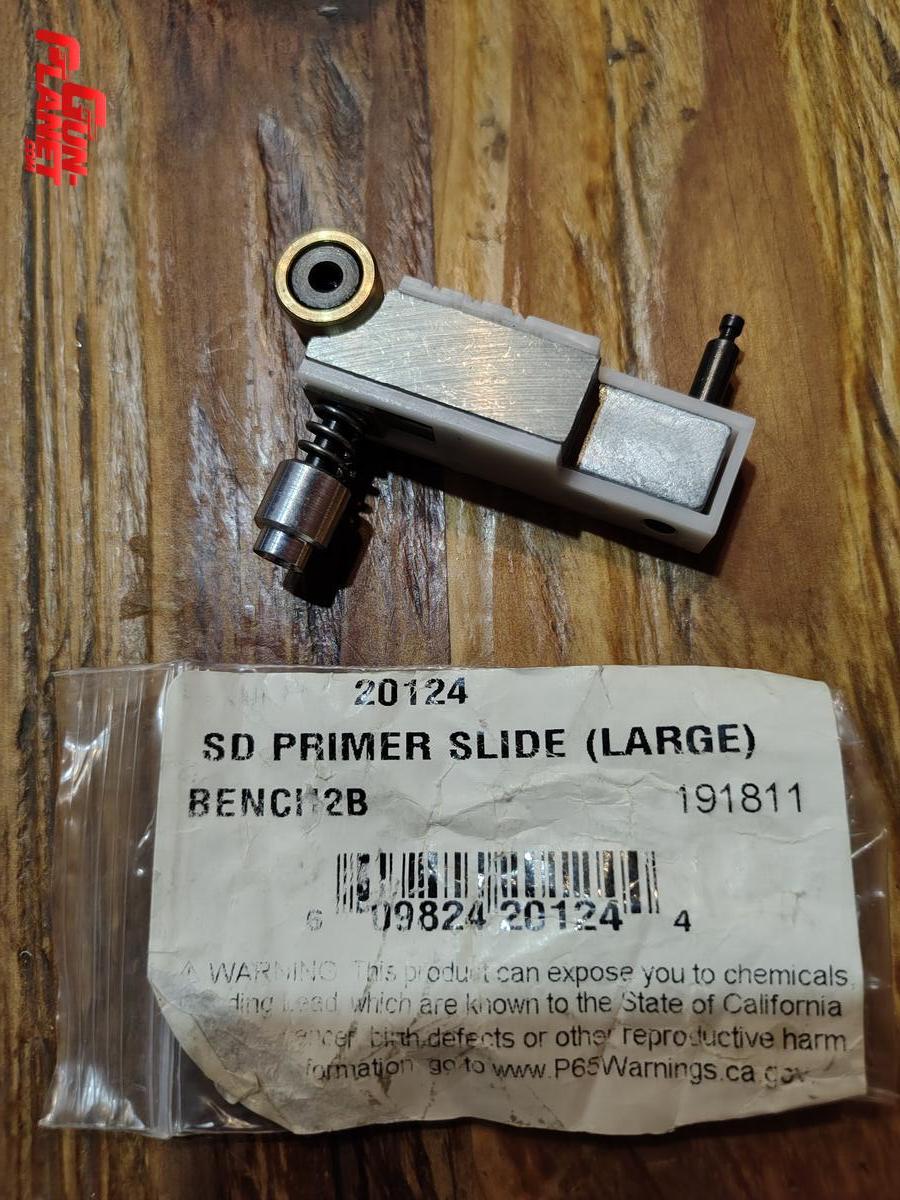 GUN-
PLANET
.COM
20124
SD PRIMER SLIDE (LARGE)
BENCH2B 191811
6 09824 20124 4
⚠ WARNING This product can expose you to chemicals,
Lead which are known to the State of California
birth defects or other reproductive harm
go to www.P65Warnings.ca.gov